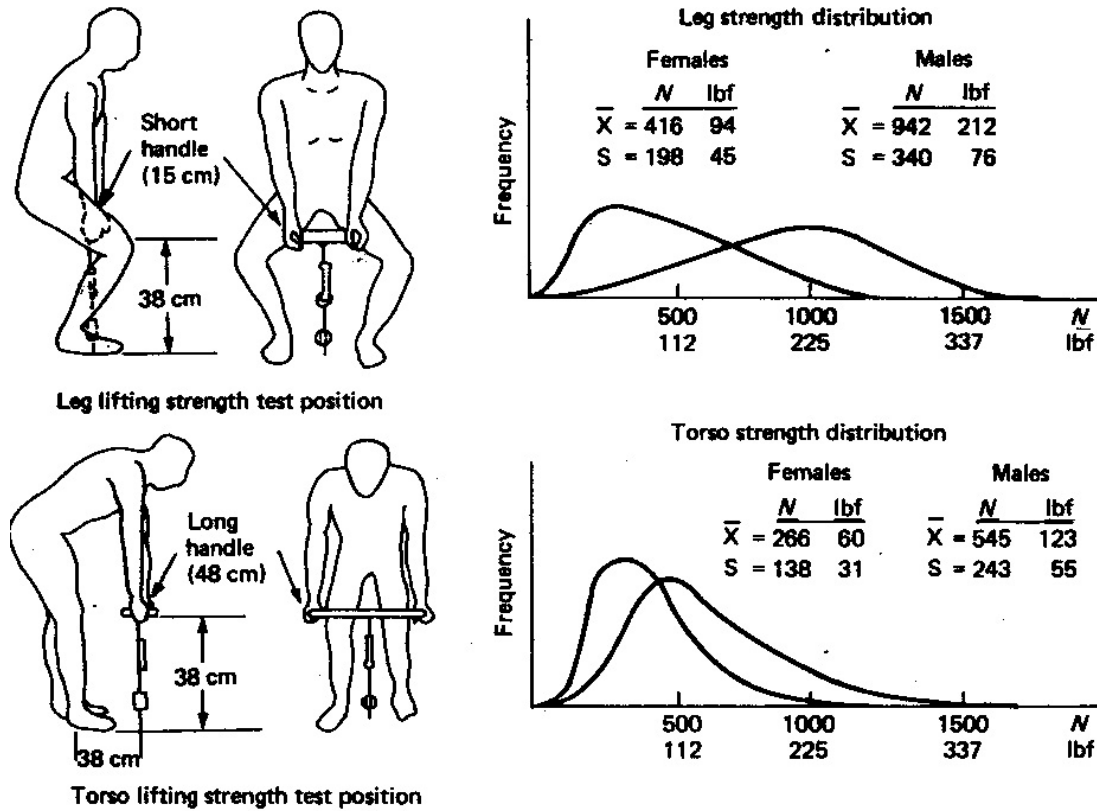 Short
handle
(15 cm)
38 cm
Leg lifting strength test position
Leg strength distribution
Females Males
N lbf N lbf
X̄ = 416 94 X̄ = 942 212
S = 198 45 S = 340 76
Frequency
500 1000 1500 N
112 225 337 lbf
Long
handle
(48 cm)
38 cm
38 cm
Torso lifting strength test position
Torso strength distribution
Females Males
N lbf N lbf
X̄ = 266 60 X̄ = 545 123
S = 138 31 S = 243 55
Frequency
500 1000 1500 N
112 225 337 lbf